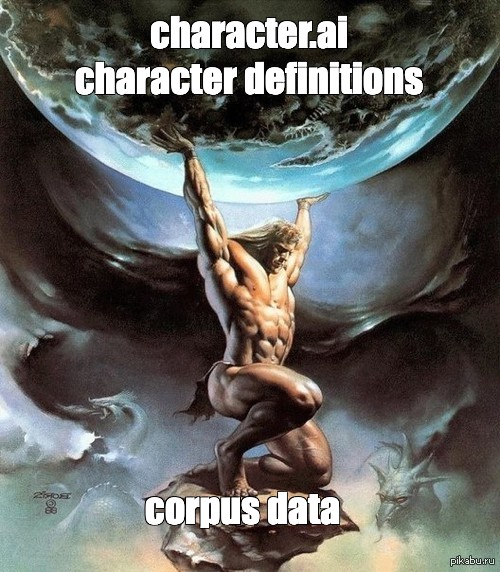 character.ai
character definitions
corpus data
pikabu.ru